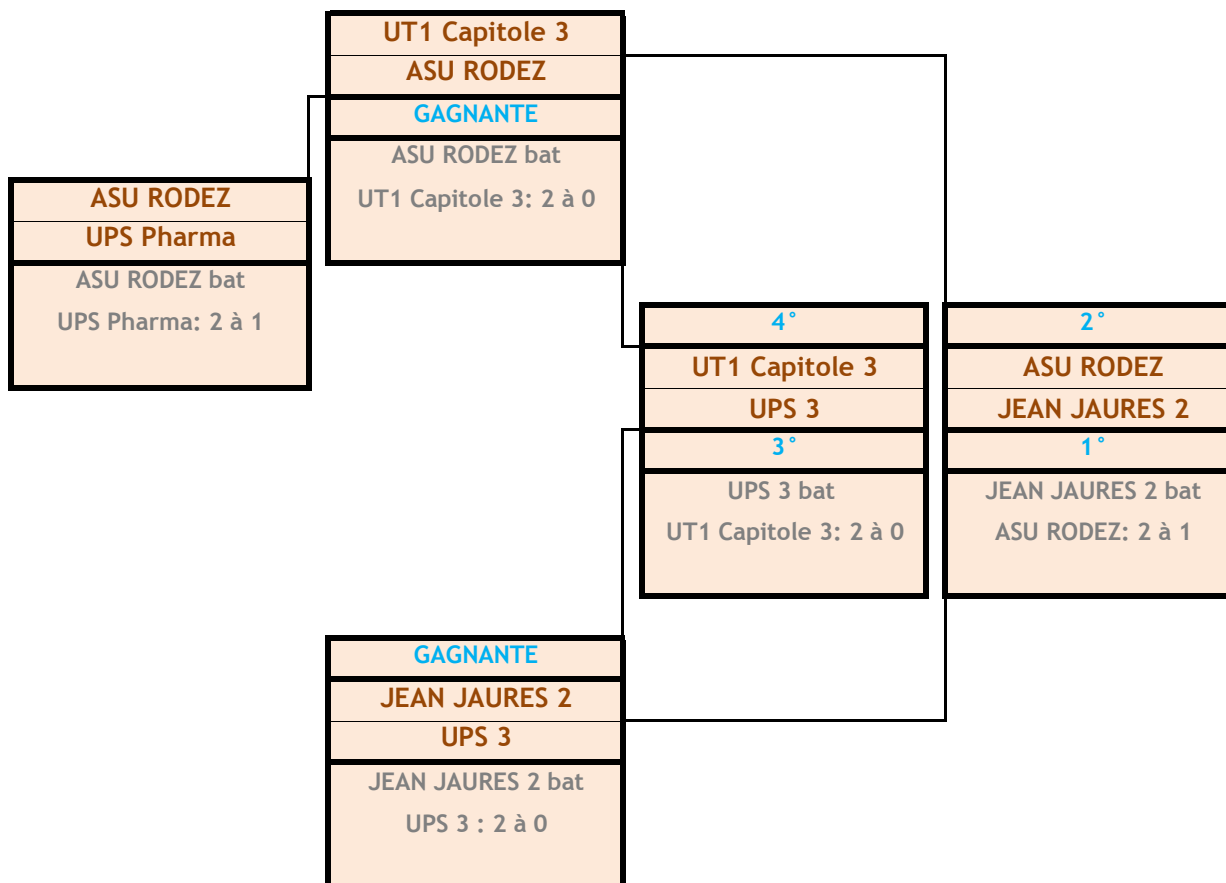 UT1 Capitole 3
ASU RODEZ
GAGNANTE
ASU RODEZ bat
UT1 Capitole 3: 2 à 0
ASU RODEZ
UPS Pharma
ASU RODEZ bat
UPS Pharma: 2 à 1
4°
UT1 Capitole 3
UPS 3
3°
UPS 3 bat
UT1 Capitole 3: 2 à 0
2°
ASU RODEZ
JEAN JAURES 2
1°
JEAN JAURES 2 bat
ASU RODEZ: 2 à 1
GAGNANTE
JEAN JAURES 2
UPS 3
JEAN JAURES 2 bat
UPS 3 : 2 à 0